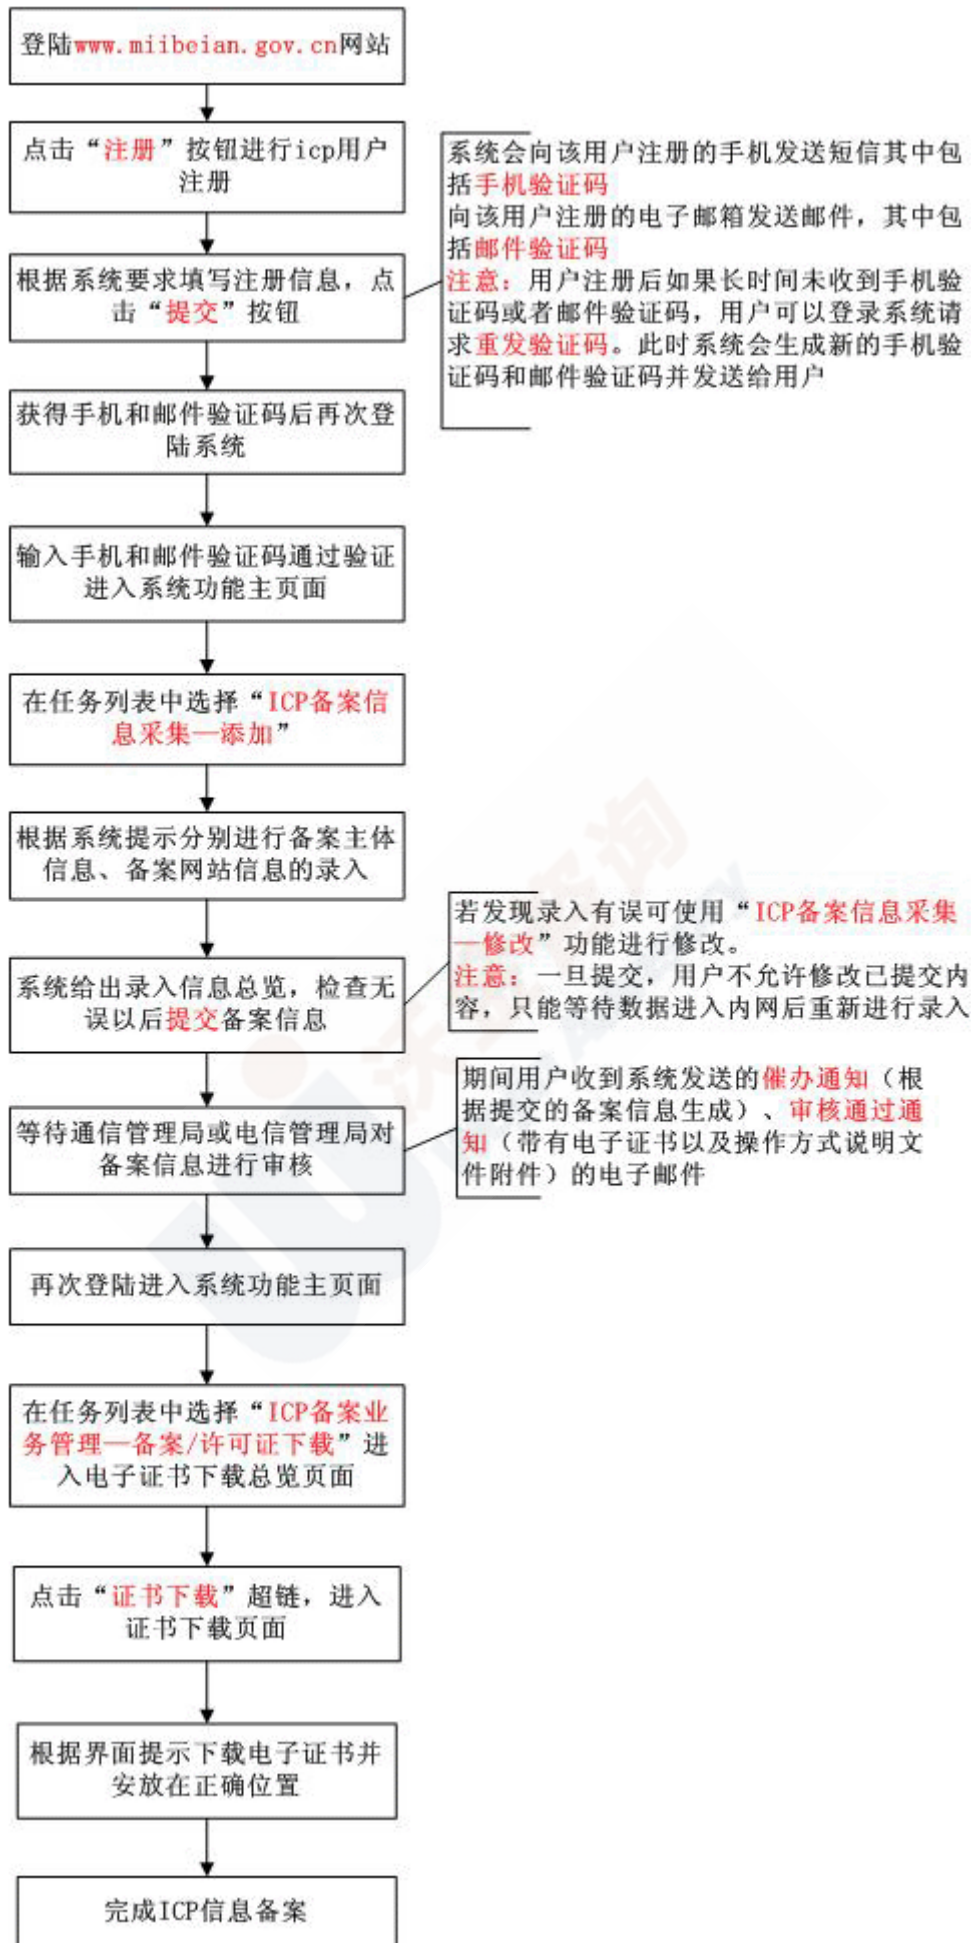 登陆www.miibeian.gov.cn网站
点击“注册”按钮进行icp用户
注册
根据系统要求填写注册信息，点
击“提交”按钮
系统会向该用户注册的手机发送短信其中包
括手机验证码
向该用户注册的电子邮箱发送邮件，其中包
括邮件验证码
注意：用户注册后如果长时间未收到手机验
证码或者邮件验证码，用户可以登录系统请
求重发验证码。此时系统会生成新的手机验
证码和邮件验证码并发送给用户
获得手机和邮件验证码后再次登
陆系统
输入手机和邮件验证码通过验证
进入系统功能主页面
在任务列表中选择“ICP备案信
息采集—添加”
根据系统提示分别进行备案主体
信息、备案网站信息的录入
系统给出录入信息总览，检查无
误以后提交备案信息
若发现录入有误可使用“ICP备案信息采集
—修改”功能进行修改。
注意：一旦提交，用户不允许修改已提交内
容，只能等待数据进入内网后重新进行录入
等待通信管理局或电信管理局对
备案信息进行审核
期间用户收到系统发送的催办通知（根
据提交的备案信息生成）、审核通过通
知（带有电子证书以及操作方式说明文
件附件）的电子邮件
再次登陆进入系统功能主页面
在任务列表中选择“ICP备案业
务管理—备案/许可证下载”进
入电子证书下载总览页面
点击“证书下载”超链，进入
证书下载页面
根据界面提示下载电子证书并
安放在正确位置
完成ICP信息备案